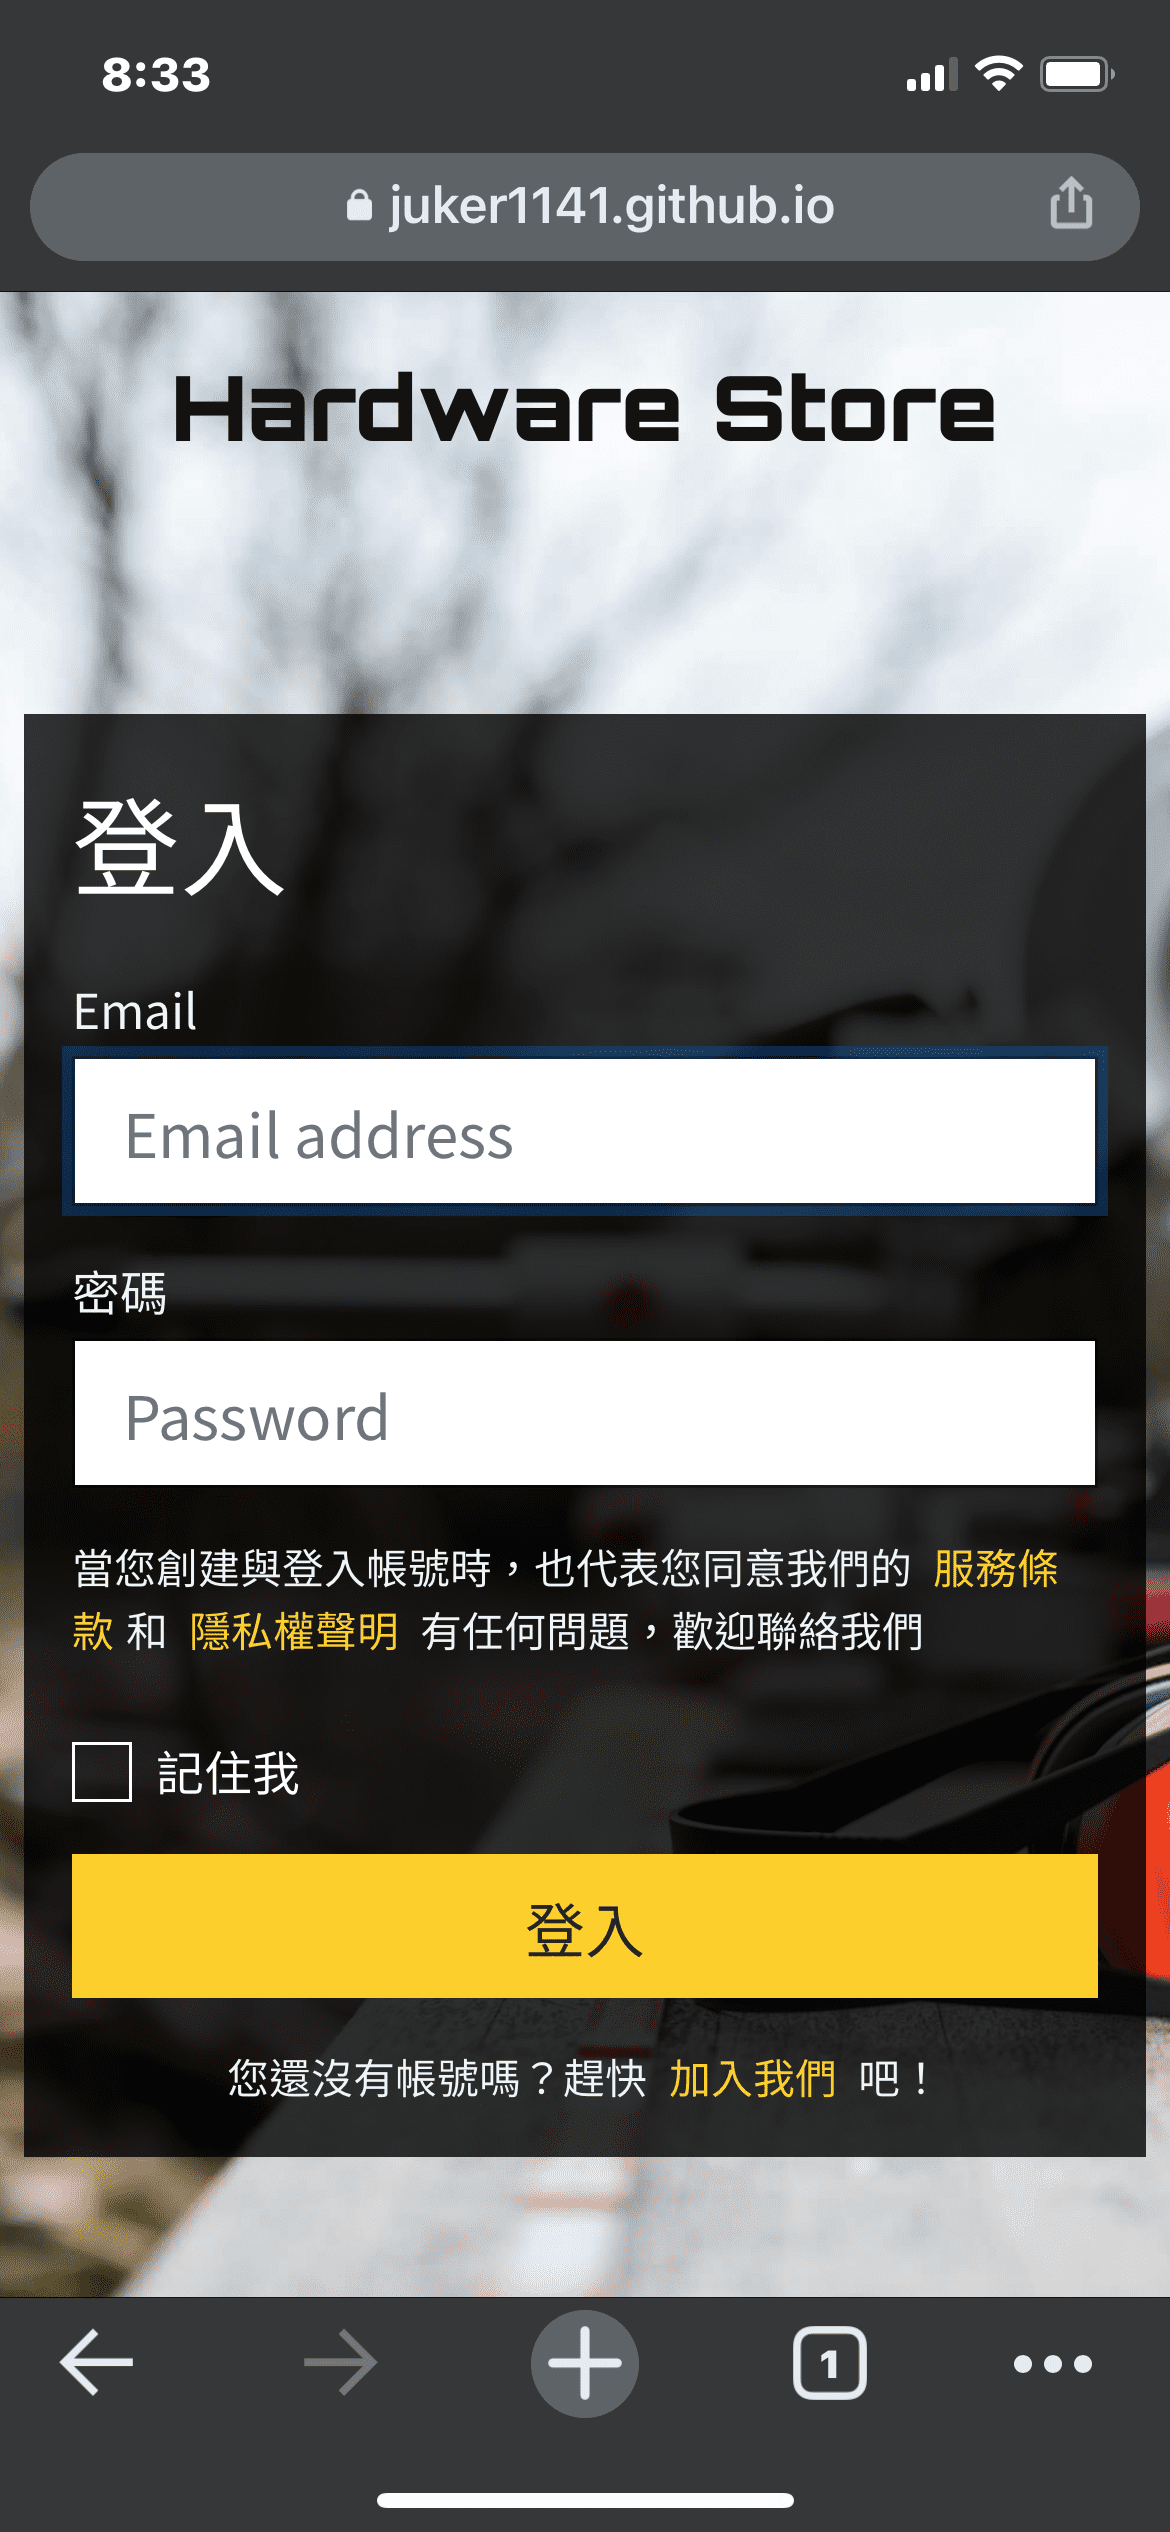 8:33
juker1141.github.io
Hardware Store
登入
Email
Email address
密碼
Password
當您創建與登入帳號時，也代表您同意我們的 服務條
款 和 隱私權聲明 有任何問題，歡迎聯絡我們
記住我
登入
您還沒有帳號嗎？趕快 加入我們 吧！
1